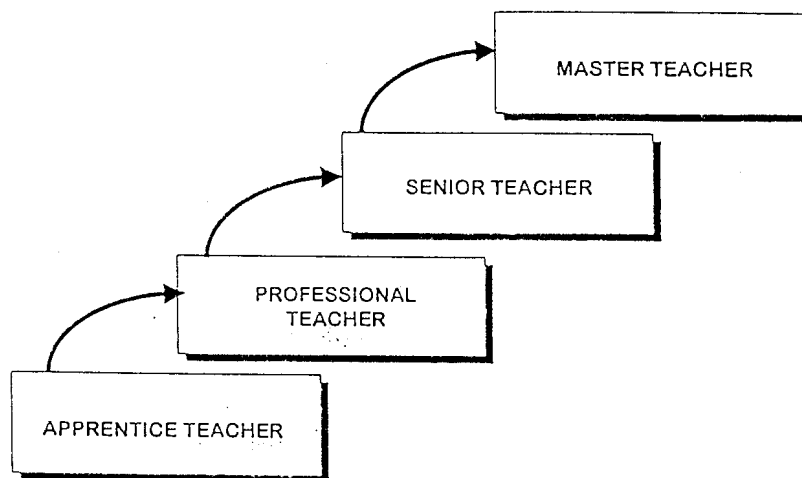 MASTER TEACHER
SENIOR TEACHER
PROFESSIONAL
TEACHER
APPRENTICE TEACHER